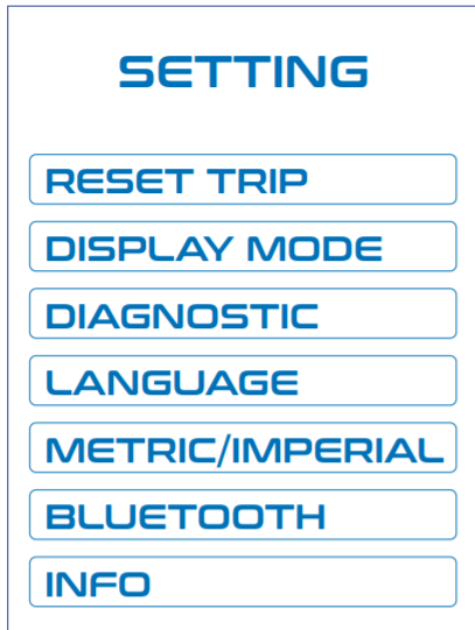 SETTING
RESET TRIP
DISPLAY MODE
DIAGNOSTIC
LANGUAGE
METRIC/IMPERIAL
BLUETOOTH
INFO